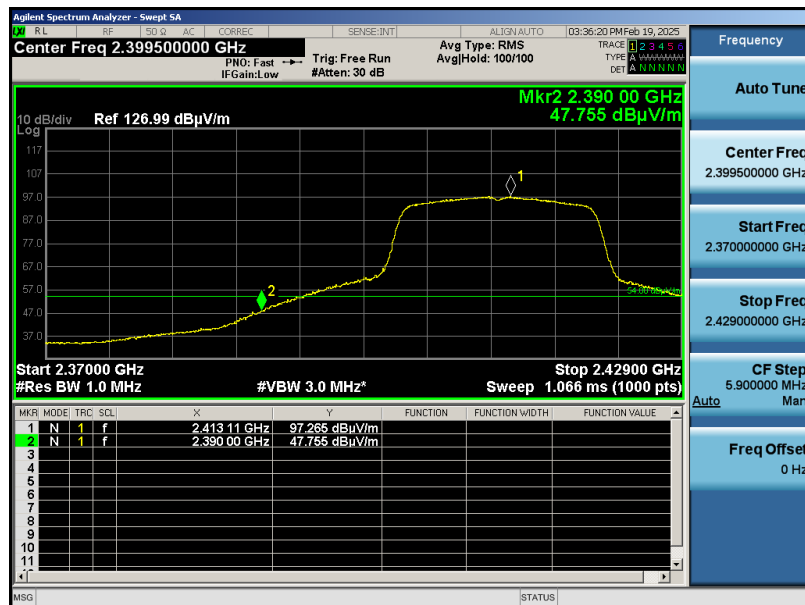 Agilent Spectrum Analyzer - Swept SA
LXI RL RF 50 Ω AC CORREC SENSE:INT ALIGN AUTO 03:36:20 PM Feb 19, 2025
Center Freq 2.399500000 GHz
PNO: Fast
IFGain:Low
Trig: Free Run
#Atten: 30 dB
Avg Type: RMS
Avg|Hold: 100/100
TRACE 1 2 3 4 5 6
TYPE A WWWWW
DET A N N N N N
Mkr2 2.390 00 GHz
47.755 dBµV/m
10 dB/div Ref 126.99 dBµV/m
Log
117
107
97.0
87.0
77.0
67.0
57.0
47.0
37.0
1
2
54.00 dBµV/m
Start 2.37000 GHz Stop 2.42900 GHz
#Res BW 1.0 MHz #VBW 3.0 MHz* Sweep 1.066 ms (1000 pts)
MKR MODE TRC SCL X Y FUNCTION FUNCTION WIDTH FUNCTION VALUE
1 N 1 f 2.413 11 GHz 97.265 dBµV/m
2 N 1 f 2.390 00 GHz 47.755 dBµV/m
3
4
5
6
7
8
9
10
11
MSG STATUS
Frequency
Auto Tune
Center Freq
2.399500000 GHz
Start Freq
2.370000000 GHz
Stop Freq
2.429000000 GHz
CF Step
5.900000 MHz
Auto Man
Freq Offset
0 Hz